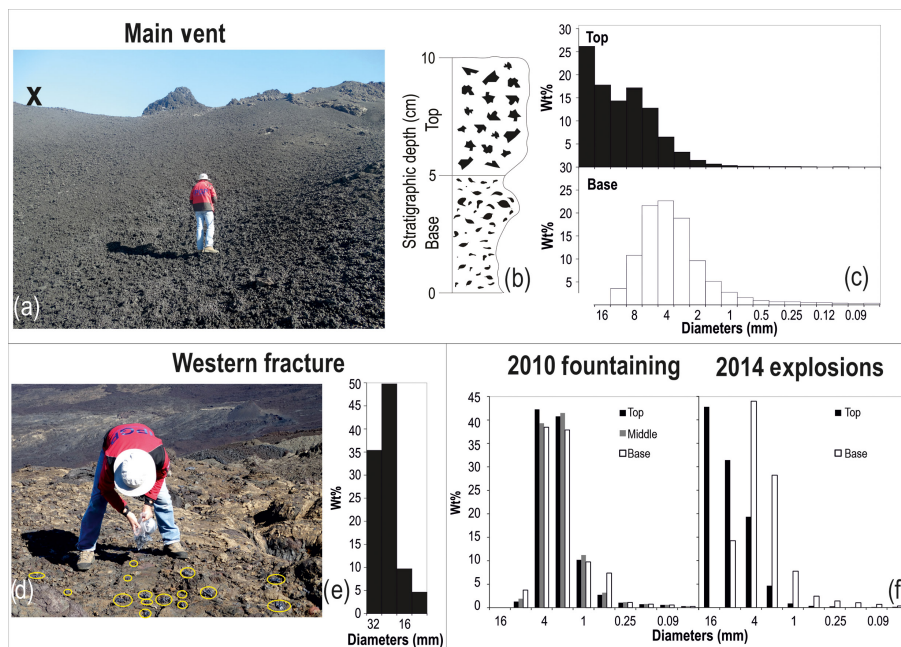 Main vent
(a)
X
Stratigraphic depth (cm)
Base
Top
10
5
0
(b)
Wt%
30
25
20
15
10
5
30
Top
Wt%
25
20
15
10
5
Base
(c)
16 8 4 2 1 0.5 0.25 0.12 0.09
Diameters (mm)
Western fracture
(d)
Wt%
50
45
40
35
30
25
20
15
10
5
0
(e)
32 16
Diameters (mm)
2010 fountaining
2014 explosions
Wt%
45
40
35
30
25
20
15
10
5
0
Top
Middle
Base
Top
Base
16 4 1 0.25 0.09
16 4 1 0.25 0.09
Diameters (mm)
(f)